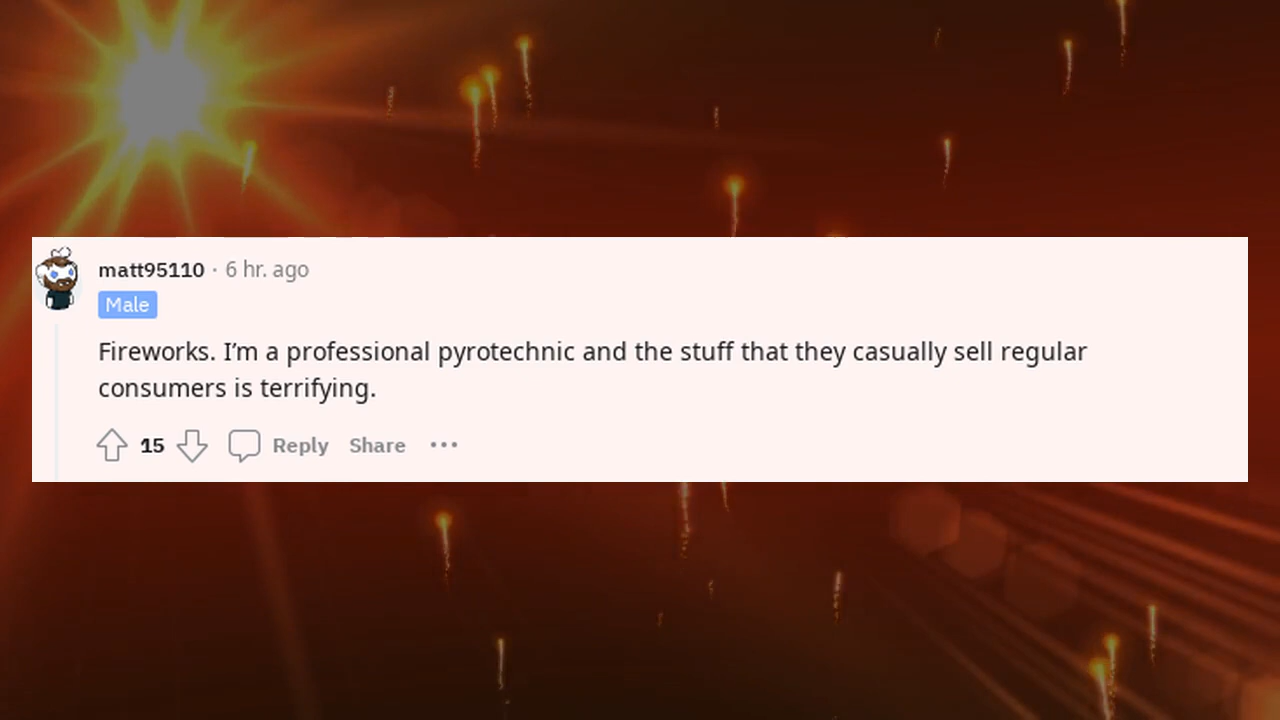 matt95110 · 6 hr. ago
Male
Fireworks. I’m a professional pyrotechnic and the stuff that they casually sell regular
consumers is terrifying.
15 Reply Share ···